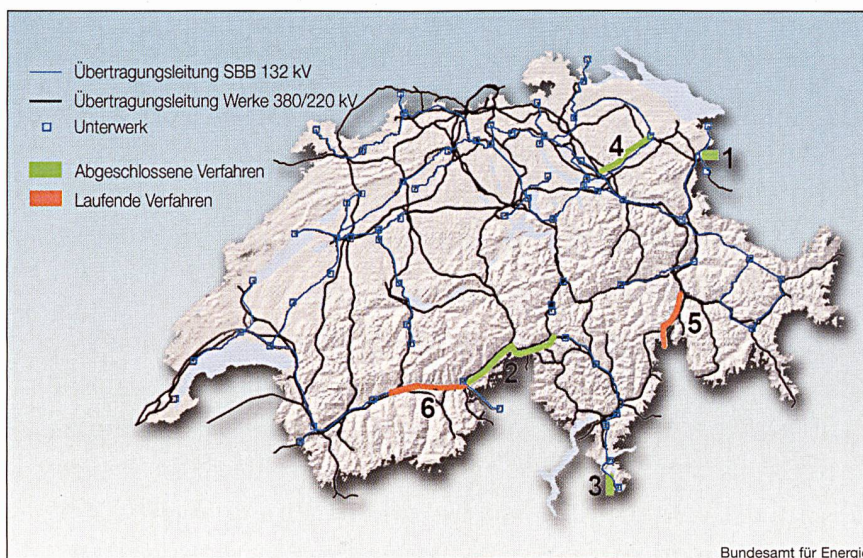 Übertragungsleitung SBB 132 kV
Übertragungsleitung Werke 380/220 kV
Unterwerk
Abgeschlossene Verfahren
Laufende Verfahren
4
1
5
2
6
3
Bundesamt für Energie